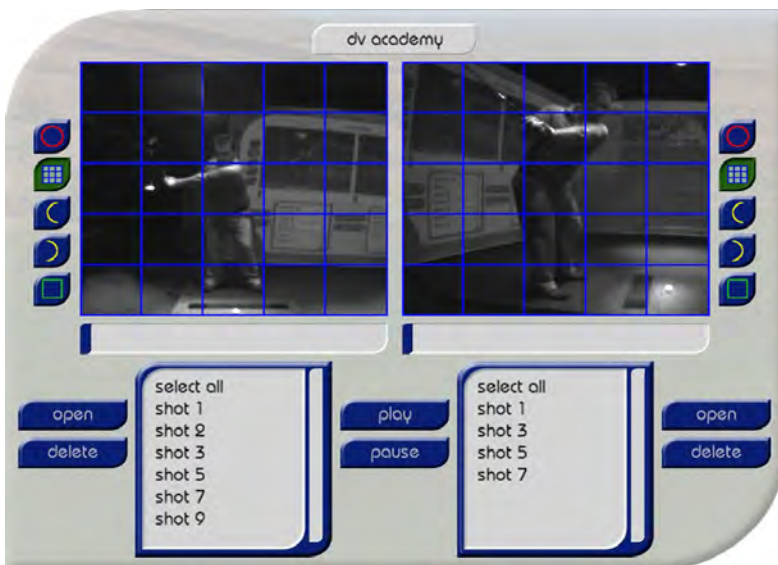 dv academy
open
delete
select all
shot 1
shot 2
shot 3
shot 5
shot 7
shot 9
play
pause
select all
shot 1
shot 3
shot 5
shot 7
open
delete